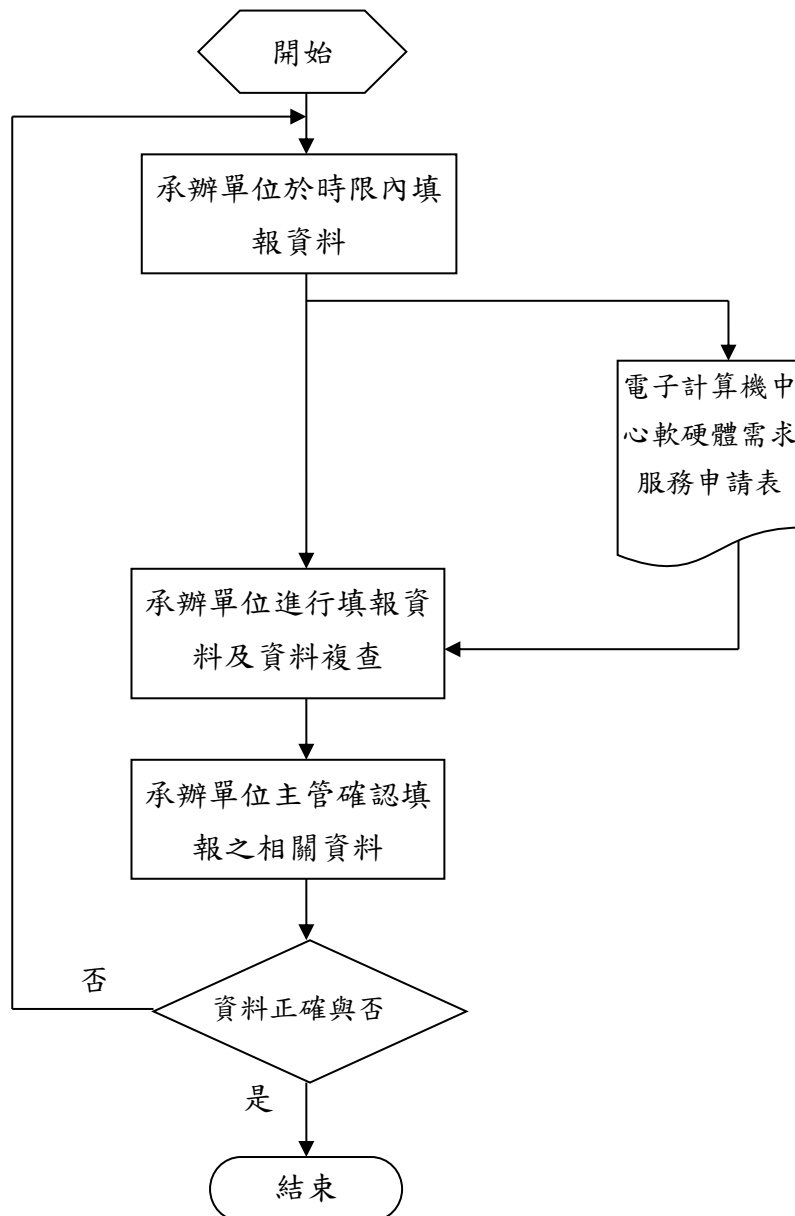 開始
承辦單位於時限內填
報資料
電子計算機中
心軟硬體需求
服務申請表
承辦單位進行填報資
料及資料複查
承辦單位主管確認填
報之相關資料
否
資料正確與否
是
結束